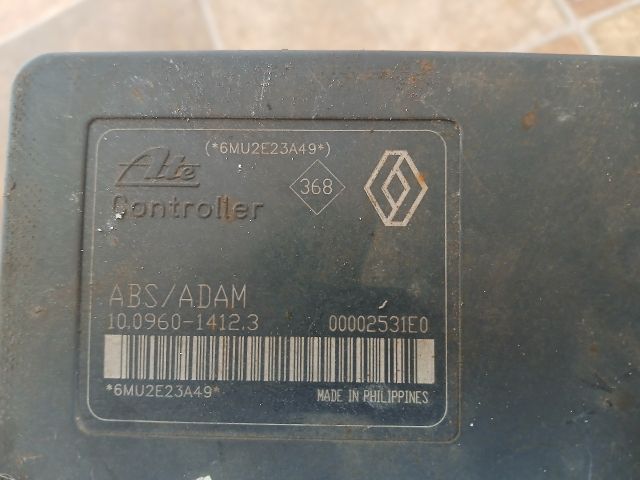 (*6MU2E23A49*)
Ate
368
Controller
ABS/ADAM
10.0960-1412.3 00002531E0
*6MU2E23A49*
MADE IN PHILIPPINES